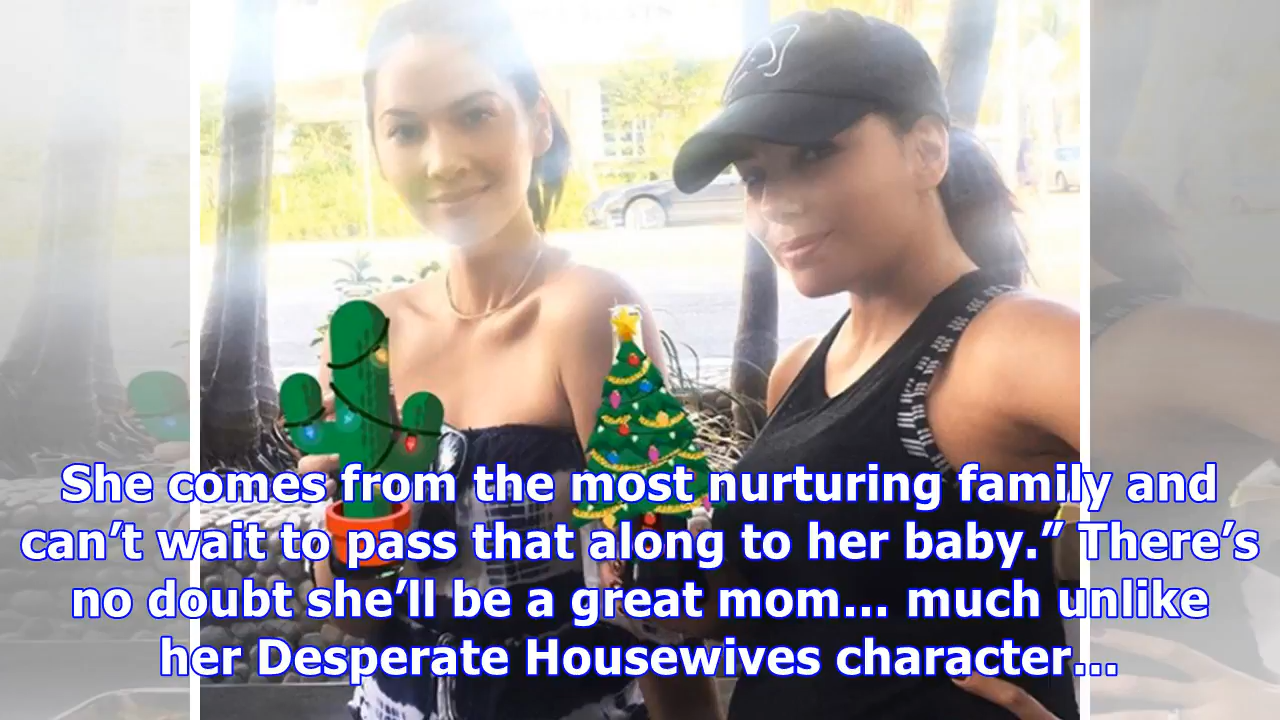 She comes from the most nurturing family and
can’t wait to pass that along to her baby.” There’s
no doubt she’ll be a great mom… much unlike
her Desperate Housewives character…